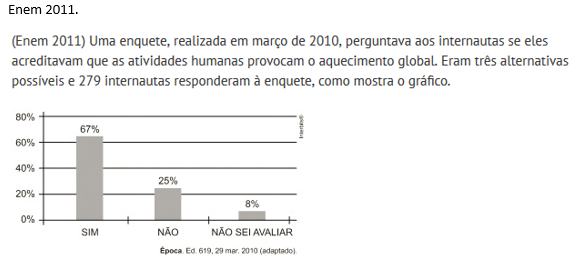 Enem 2011.
(Enem 2011) Uma enquete, realizada em março de 2010, perguntava aos internautas se eles
acreditavam que as atividades humanas provocam o aquecimento global. Eram três alternativas
possíveis e 279 internautas responderam à enquete, como mostra o gráfico.
80%
67%
60%
40%
25%
20%
8%
0%
SIM NÃO NÃO SEI AVALIAR
Época. Ed. 619, 29 mar. 2010 (adaptado).